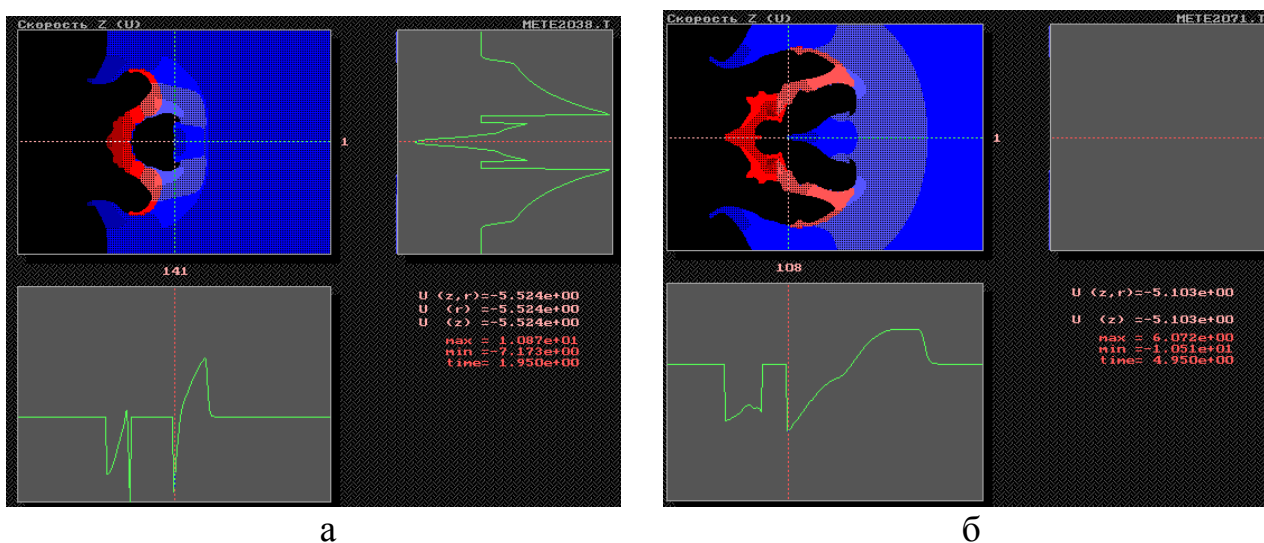 Скорость Z (U)
METE2038.T
1
141
U (z,r)=-5.524e+00
U (r) =-5.524e+00
U (z) =-5.524e+00
max = 1.087e+01
min =-7.173e+00
time= 1.950e+00
а
Скорость Z (U)
METE2071.T
1
108
U (z,r)=-5.103e+00
U (z) =-5.103e+00
max = 6.072e+00
min =-1.051e+01
time= 4.950e+00
б